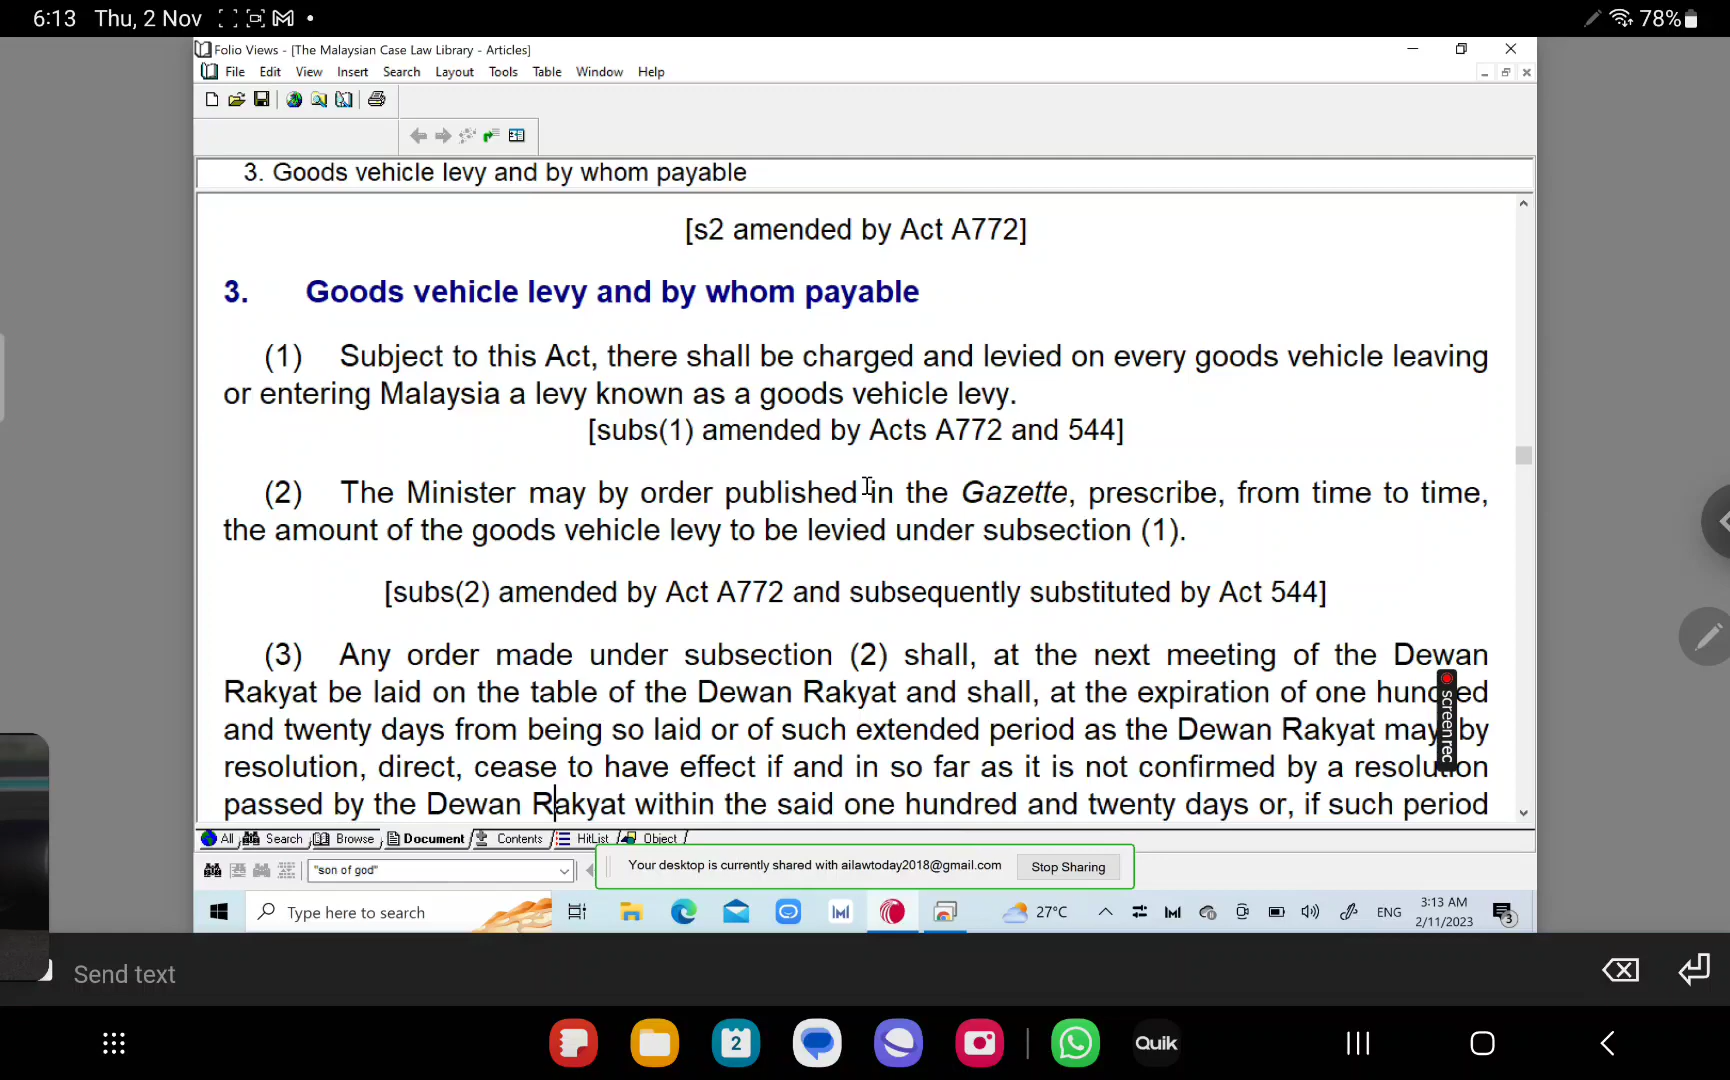 6:13 Thu, 2 Nov 78%
Folio Views - [The Malaysian Case Law Library - Articles]
File Edit View Insert Search Layout Tools Table Window Help
3. Goods vehicle levy and by whom payable
[s2 amended by Act A772]
3. Goods vehicle levy and by whom payable
(1) Subject to this Act, there shall be charged and levied on every goods vehicle leaving
or entering Malaysia a levy known as a goods vehicle levy.
[subs(1) amended by Acts A772 and 544]
(2) The Minister may by order published in the Gazette, prescribe, from time to time,
the amount of the goods vehicle levy to be levied under subsection (1).
[subs(2) amended by Act A772 and subsequently substituted by Act 544]
(3) Any order made under subsection (2) shall, at the next meeting of the Dewan
Rakyat be laid on the table of the Dewan Rakyat and shall, at the expiration of one hundred
and twenty days from being so laid or of such extended period as the Dewan Rakyat may by
resolution, direct, cease to have effect if and in so far as it is not confirmed by a resolution
passed by the Dewan Rakyat within the said one hundred and twenty days or, if such period
screenrec
All Search Browse Document Contents HitList Object
"son of god"
Your desktop is currently shared with ailawtoday2018@gmail.com Stop Sharing
Type here to search 27°C ENG 3:13 AM
2/11/2023 3
Send text
2 Quik